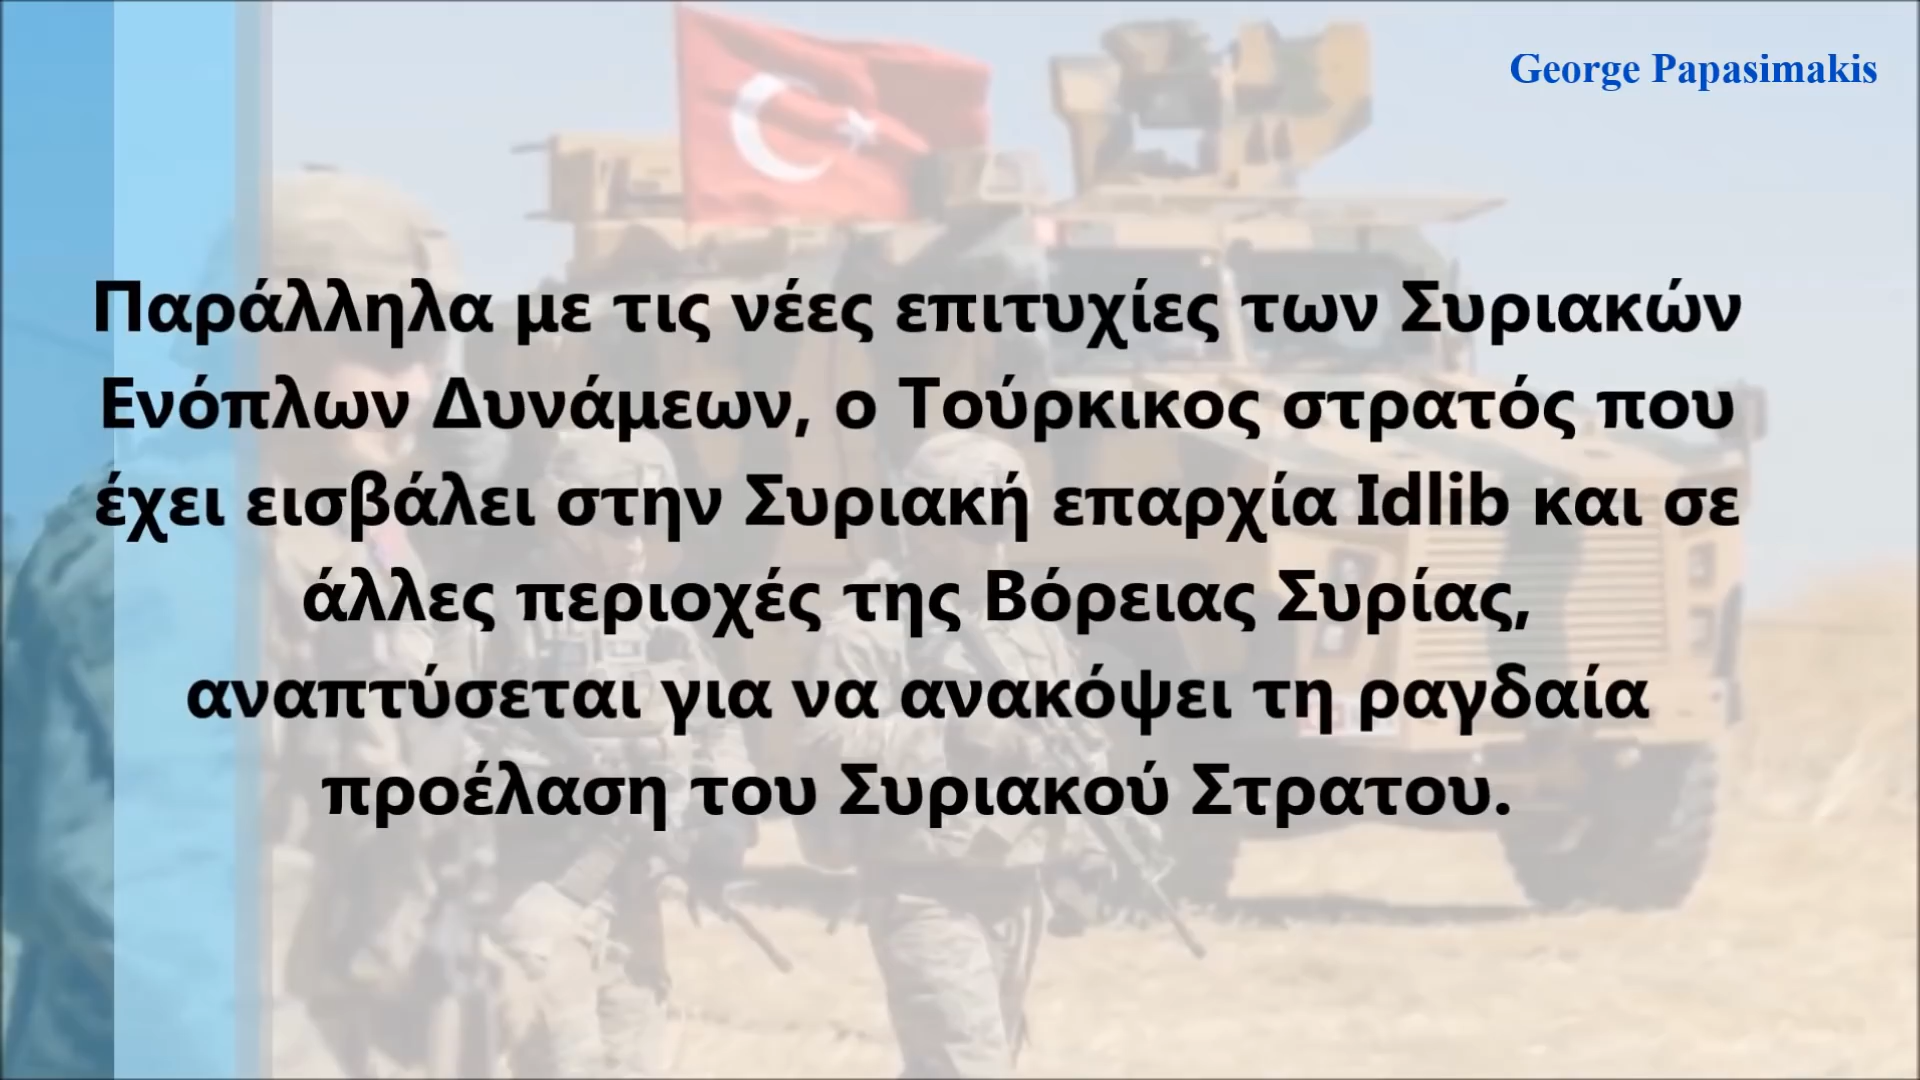 George Papasimakis
Παράλληλα με τις νέες επιτυχίες των Συριακών
Ενόπλων Δυνάμεων, ο Τούρκικος στρατός που
έχει εισβάλει στην Συριακή επαρχία Idlib και σε
άλλες περιοχές της Βόρειας Συρίας,
αναπτύσεται για να ανακόψει τη ραγδαία
προέλαση του Συριακού Στρατου.